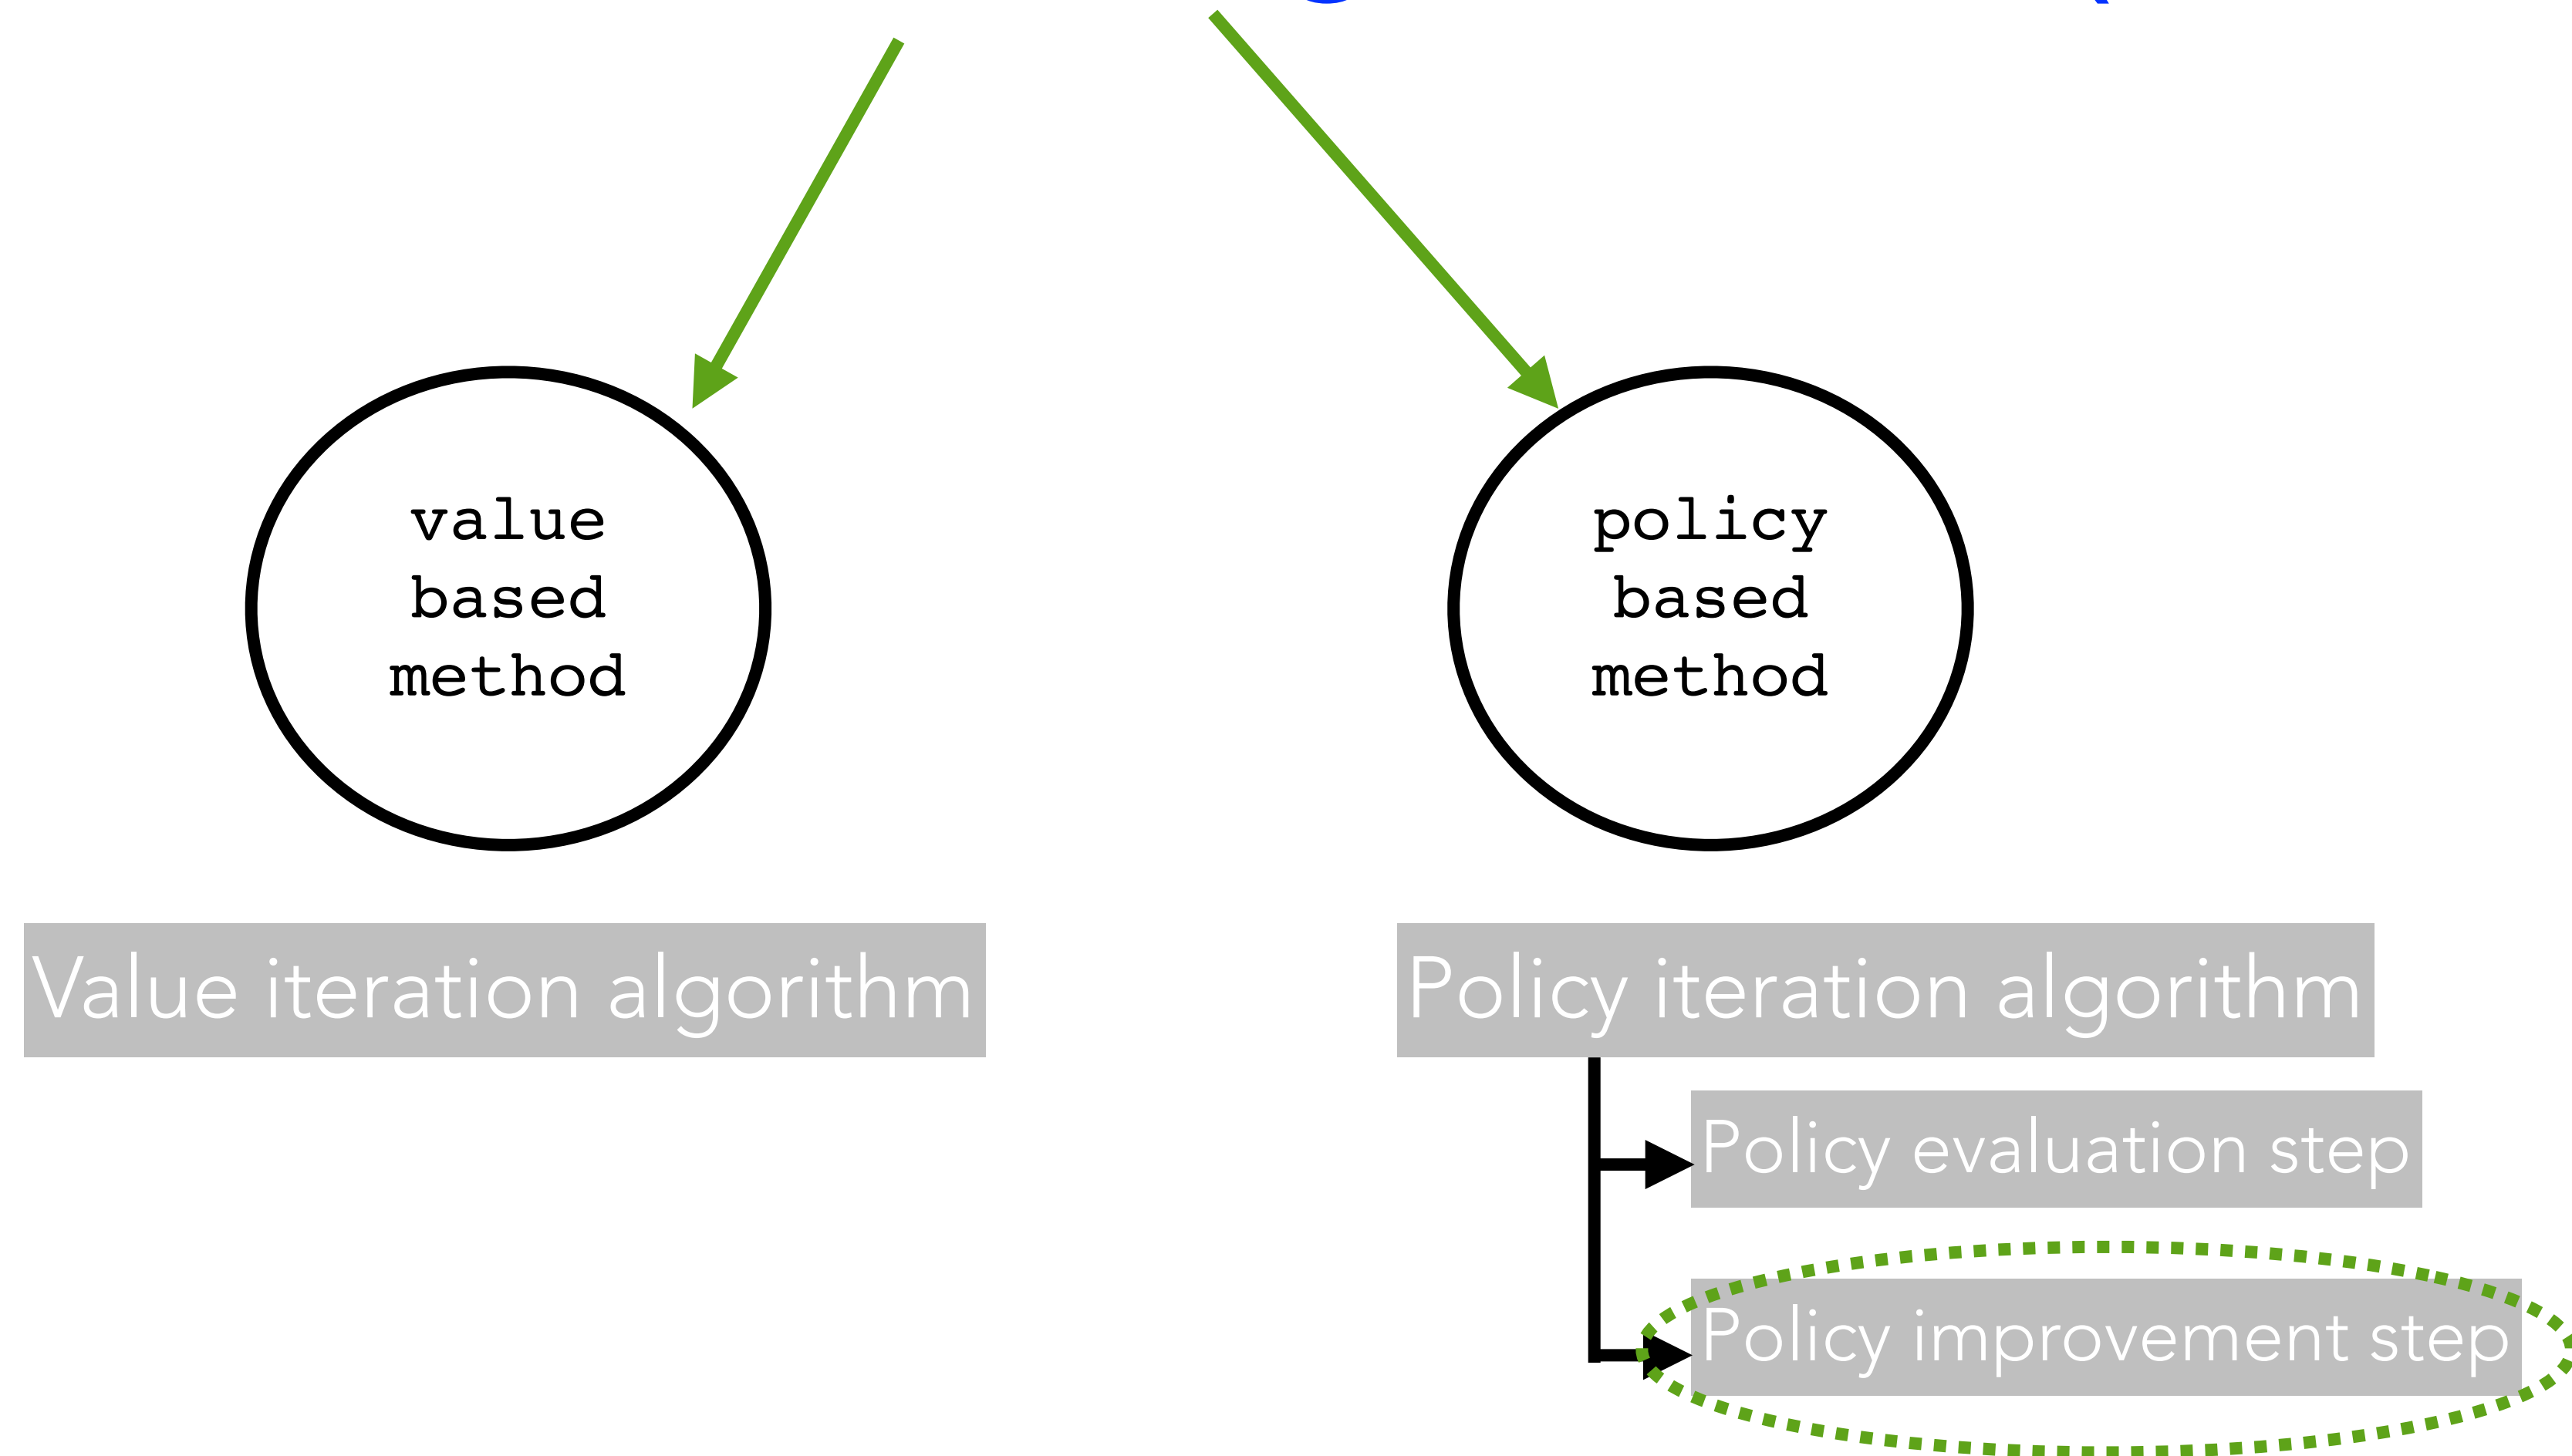 value
based
method
policy
based
method
Value iteration algorithm
Policy iteration algorithm
Policy evaluation step
Policy improvement step